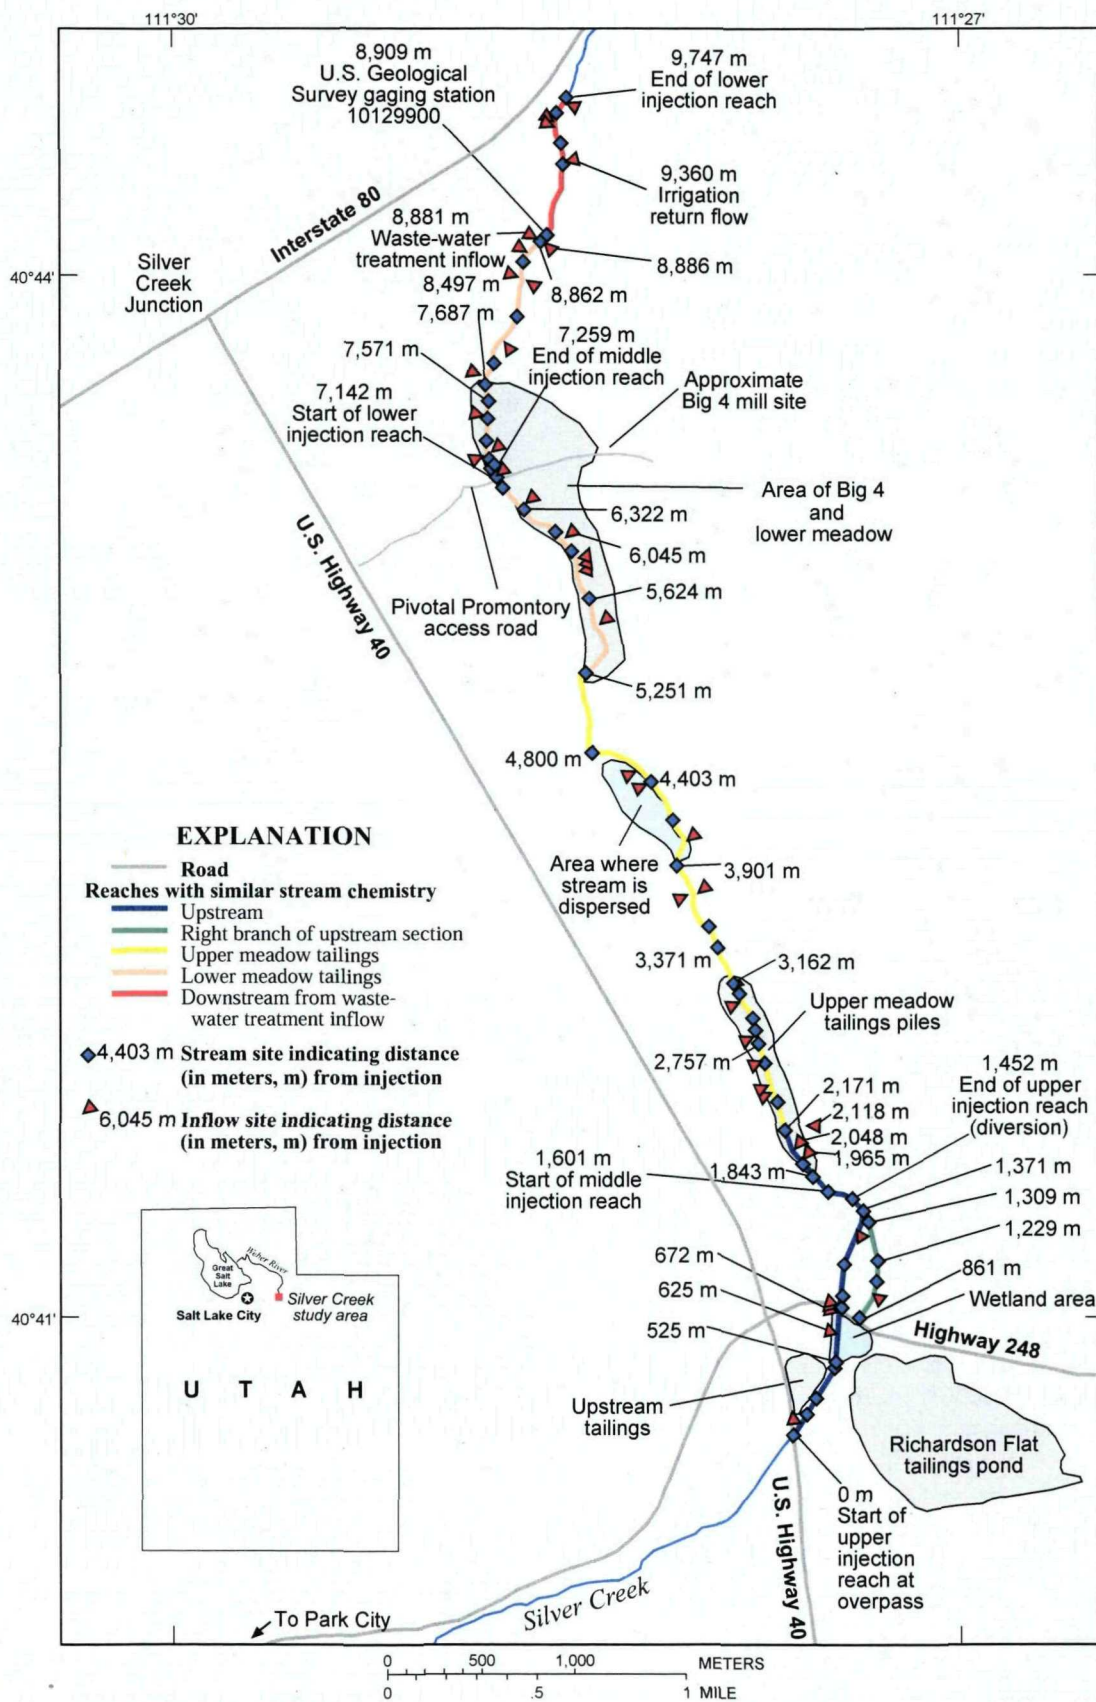 111°30'
111°27'
8,909 m
U.S. Geological
Survey gaging station
10129900
9,747 m
End of lower
injection reach
9,360 m
Irrigation
return flow
Interstate 80
8,881 m
Waste-water
treatment inflow
8,886 m
40°44'
Silver
Creek
Junction
8,497 m
8,862 m
7,687 m
7,259 m
End of middle
injection reach
7,571 m
7,142 m
Start of lower
injection reach
Approximate
Big 4 mill site
Area of Big 4
and
lower meadow
6,322 m
6,045 m
U.S. Highway 40
5,624 m
Pivotal Promontory
access road
5,251 m
4,800 m
4,403 m
Area where
stream is
dispersed
3,901 m
3,371 m
3,162 m
Upper meadow
tailings piles
2,757 m
1,452 m
End of upper
injection reach
(diversion)
2,171 m
2,118 m
2,048 m
1,965 m
1,843 m
1,601 m
Start of middle
injection reach
1,371 m
1,309 m
1,229 m
672 m
861 m
625 m
Wetland area
40°41'
525 m
Highway 248
Upstream
tailings
Richardson Flat
tailings pond
0 m
Start of
upper
injection
reach at
overpass
U.S. Highway 40
Silver Creek
To Park City
EXPLANATION
Road
Reaches with similar stream chemistry
Upstream
Right branch of upstream section
Upper meadow tailings
Lower meadow tailings
Downstream from waste-
water treatment inflow
4,403 m Stream site indicating distance
(in meters, m) from injection
6,045 m Inflow site indicating distance
(in meters, m) from injection
Great
Salt
Lake
Weber River
Salt Lake City
Silver Creek
study area
UTAH
0 500 1,000 METERS
0 .5 1 MILE